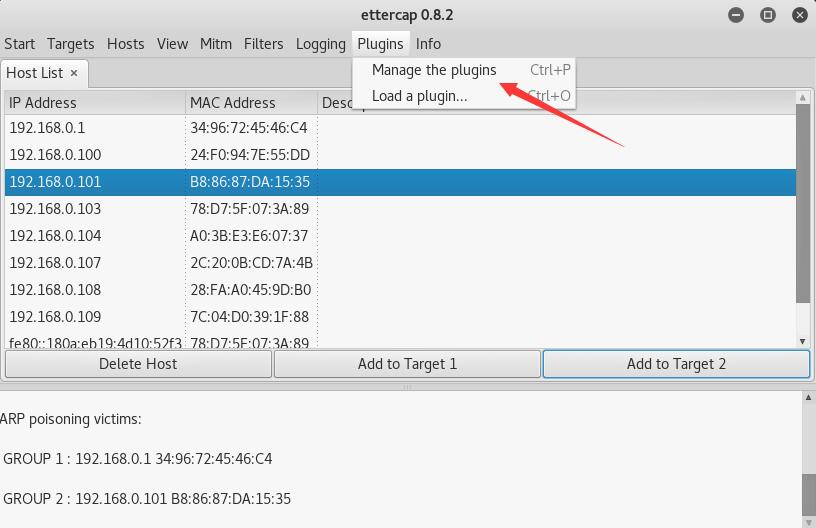 ettercap 0.8.2
Start Targets Hosts View Mitm Filters Logging Plugins Info
Host List ×
Manage the plugins Ctrl+P
Load a plugin... Ctrl+O
IP Address MAC Address
192.168.0.1 34:96:72:45:46:C4
192.168.0.100 24:F0:94:7E:55:DD
192.168.0.101 B8:86:87:DA:15:35
192.168.0.103 78:D7:5F:07:3A:89
192.168.0.104 A0:3B:E3:E6:07:37
192.168.0.107 2C:20:0B:CD:7A:4B
192.168.0.108 28:FA:A0:45:9D:B0
192.168.0.109 7C:04:D0:39:1F:88
fe80::180a:eb19:4d10:52f3 78:D7:5F:07:3A:89
Delete Host Add to Target 1 Add to Target 2
ARP poisoning victims:
GROUP 1 : 192.168.0.1 34:96:72:45:46:C4
GROUP 2 : 192.168.0.101 B8:86:87:DA:15:35